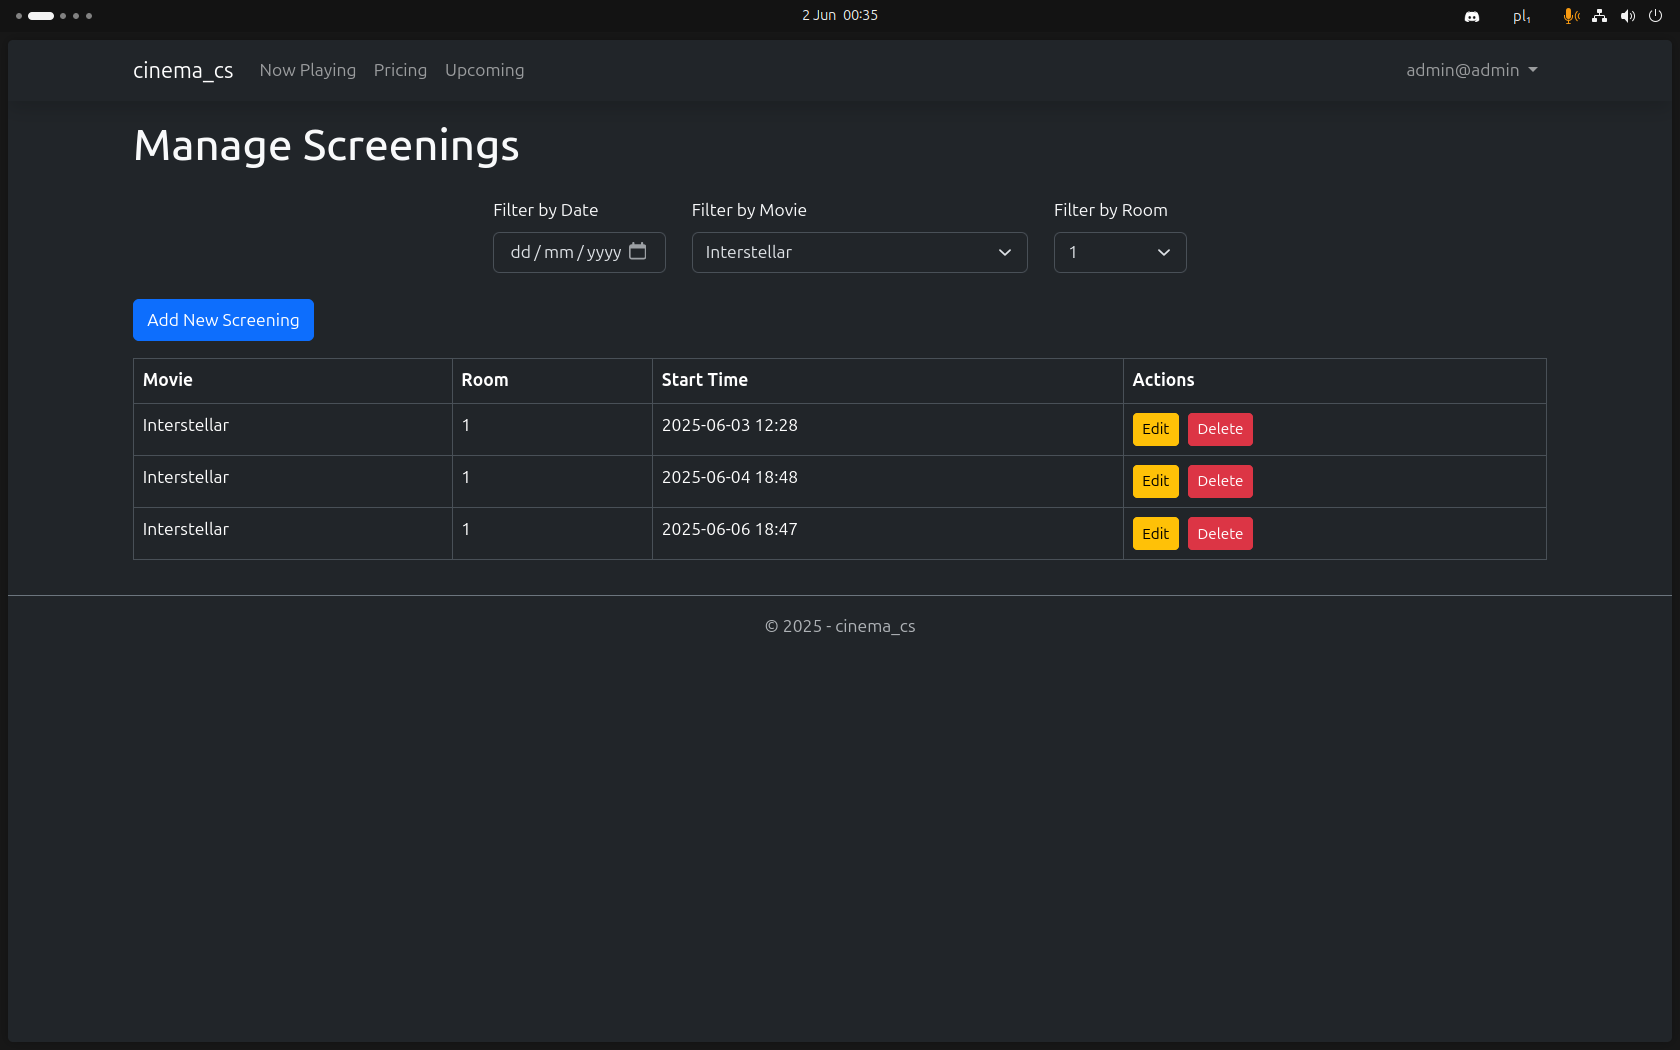 2 Jun 00:35
pl₁
cinema_cs Now Playing Pricing Upcoming admin@admin
Manage Screenings
Filter by Date Filter by Movie Filter by Room
dd/mm/yyyy Interstellar 1
Add New Screening
Movie Room Start Time Actions
Interstellar 1 2025-06-03 12:28 Edit Delete
Interstellar 1 2025-06-04 18:48 Edit Delete
Interstellar 1 2025-06-06 18:47 Edit Delete
© 2025 - cinema_cs